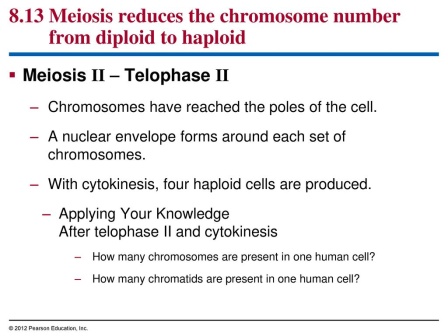 8.13 Meiosis reduces the chromosome number
from diploid to haploid
▪ Meiosis II – Telophase II
– Chromosomes have reached the poles of the cell.
– A nuclear envelope forms around each set of
chromosomes.
– With cytokinesis, four haploid cells are produced.
– Applying Your Knowledge
After telophase II and cytokinesis
– How many chromosomes are present in one human cell?
– How many chromatids are present in one human cell?
© 2012 Pearson Education, Inc.